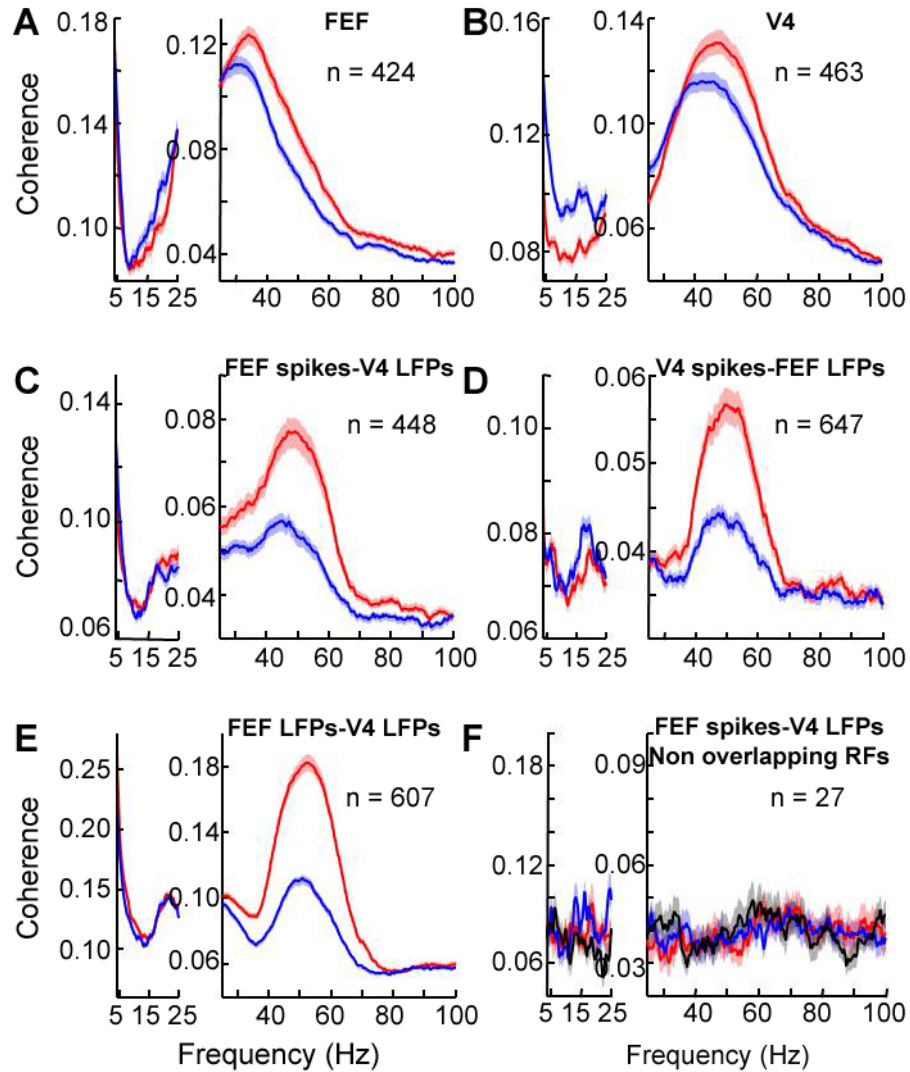 A
FEF
n = 424
Coherence
0.18
0.14
0.10
0.12
0.08
0.04
5 15 25
40 60 80 100
B
V4
n = 463
0.16
0.12
0.08
0.14
0.10
0.06
5 15 25
40 60 80 100
C
FEF spikes-V4 LFPs
n = 448
Coherence
0.14
0.10
0.06
0.08
0.06
0.04
5 15 25
40 60 80 100
D
V4 spikes-FEF LFPs
n = 647
0.10
0.08
0.06
0.06
0.05
0.04
5 15 25
40 60 80 100
E
FEF LFPs-V4 LFPs
n = 607
Coherence
0.25
0.20
0.15
0.10
0.18
0.14
0.10
0.06
5 15 25
40 60 80 100
Frequency (Hz)
F
FEF spikes-V4 LFPs
Non overlapping RFs
n = 27
0.18
0.12
0.06
0.09
0.06
0.03
5 15 25
40 60 80 100
Frequency (Hz)